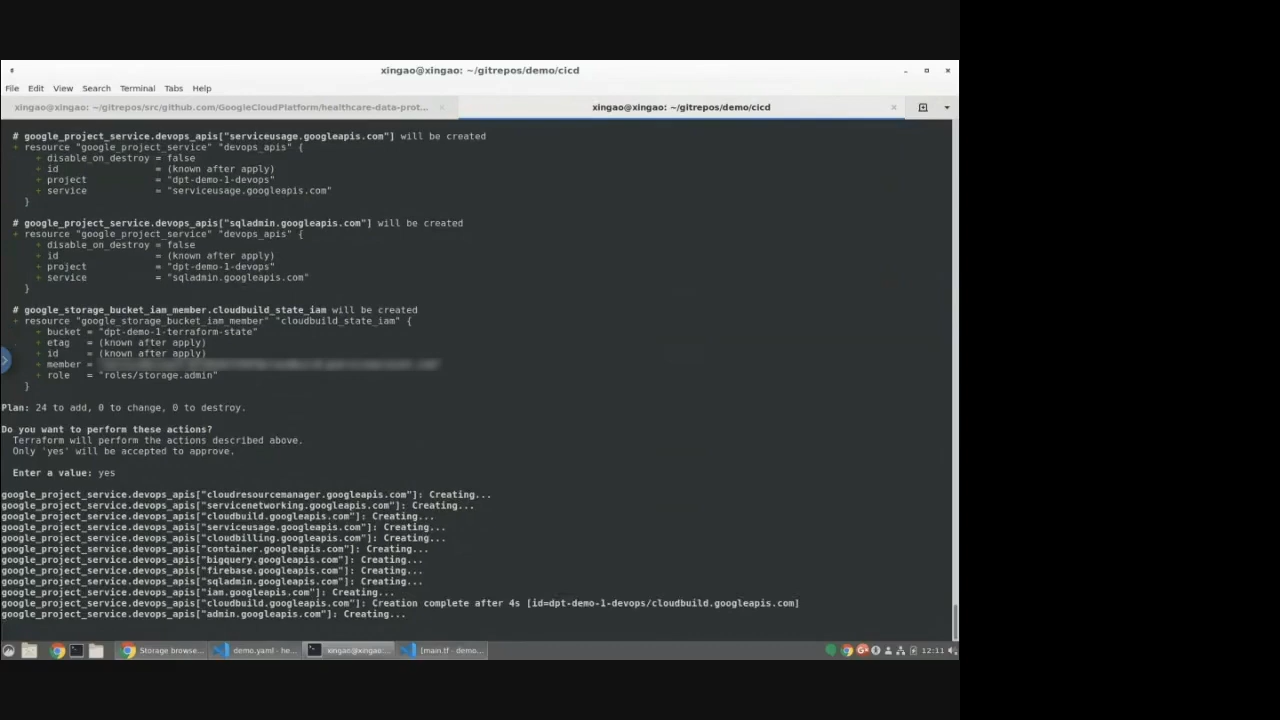 xingao@xingao: ~/gitrepos/demo/cicd
File Edit View Search Terminal Tabs Help
xingao@xingao: ~/gitrepos/src/github.com/GoogleCloudPlatform/healthcare-data-prot... × xingao@xingao: ~/gitrepos/demo/cicd ×
# google_project_service.devops_apis["serviceusage.googleapis.com"] will be created
+ resource "google_project_service" "devops_apis" {
+ disable_on_destroy = false
+ id = (known after apply)
+ project = "dpt-demo-1-devops"
+ service = "serviceusage.googleapis.com"
}
# google_project_service.devops_apis["sqladmin.googleapis.com"] will be created
+ resource "google_project_service" "devops_apis" {
+ disable_on_destroy = false
+ id = (known after apply)
+ project = "dpt-demo-1-devops"
+ service = "sqladmin.googleapis.com"
}
# google_storage_bucket_iam_member.cloudbuild_state_iam will be created
+ resource "google_storage_bucket_iam_member" "cloudbuild_state_iam" {
+ bucket = "dpt-demo-1-terraform-state"
+ etag = (known after apply)
+ id = (known after apply)
+ member =
+ role = "roles/storage.admin"
}
Plan: 24 to add, 0 to change, 0 to destroy.
Do you want to perform these actions?
Terraform will perform the actions described above.
Only 'yes' will be accepted to approve.
Enter a value: yes
google_project_service.devops_apis["cloudresourcemanager.googleapis.com"]: Creating...
google_project_service.devops_apis["servicenetworking.googleapis.com"]: Creating...
google_project_service.devops_apis["cloudbuild.googleapis.com"]: Creating...
google_project_service.devops_apis["serviceusage.googleapis.com"]: Creating...
google_project_service.devops_apis["cloudbilling.googleapis.com"]: Creating...
google_project_service.devops_apis["container.googleapis.com"]: Creating...
google_project_service.devops_apis["bigquery.googleapis.com"]: Creating...
google_project_service.devops_apis["firebase.googleapis.com"]: Creating...
google_project_service.devops_apis["sqladmin.googleapis.com"]: Creating...
google_project_service.devops_apis["iam.googleapis.com"]: Creating...
google_project_service.devops_apis["cloudbuild.googleapis.com"]: Creation complete after 4s [id=dpt-demo-1-devops/cloudbuild.googleapis.com]
google_project_service.devops_apis["admin.googleapis.com"]: Creating...
Storage browse... demo.yaml - he... xingao@xingao:... [main.tf - demo... 12:11